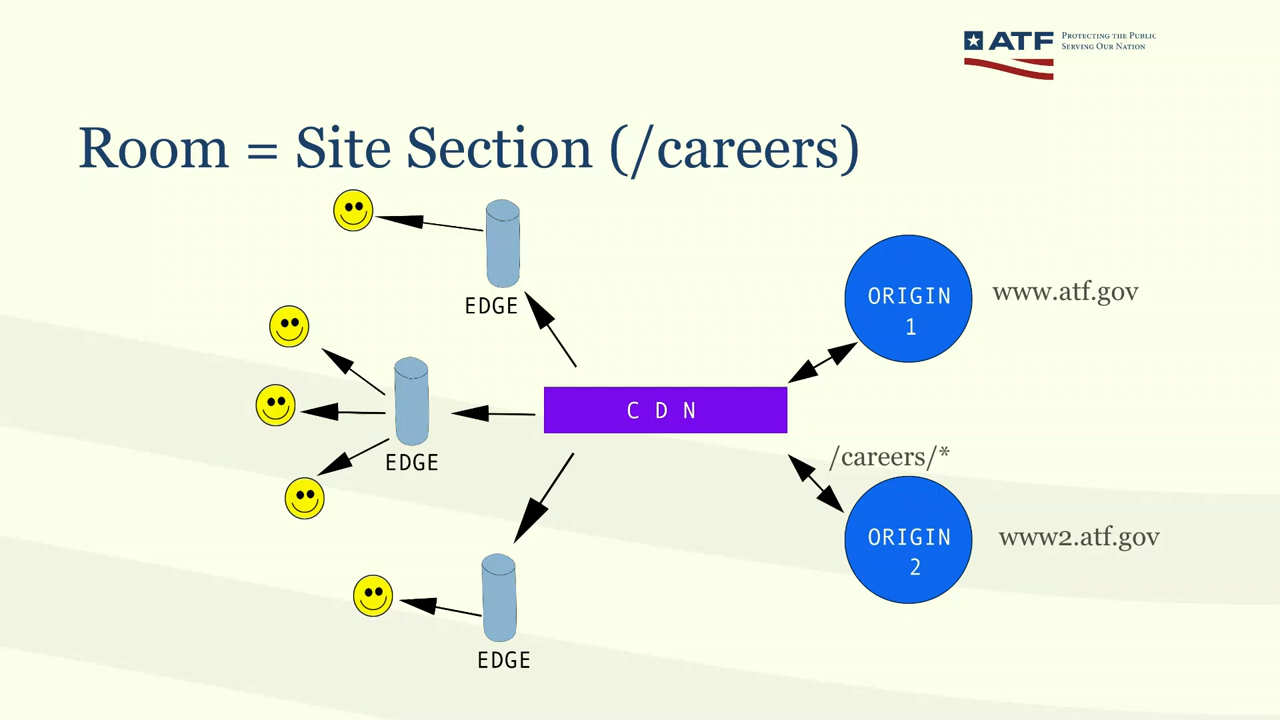 ATF
Protecting the Public
Serving Our Nation
Room = Site Section (/careers)
EDGE
ORIGIN
1
www.atf.gov
EDGE
C D N
/careers/*
ORIGIN
2
www2.atf.gov
EDGE